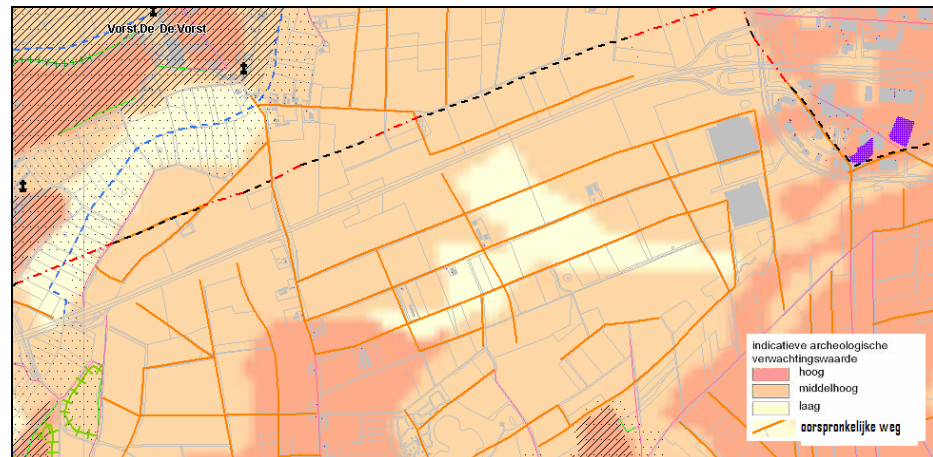 Vorst,De De Vorst
indicatieve archeologische
verwachtingswaarde
hoog
middelhoog
laag
oorspronkelijke weg